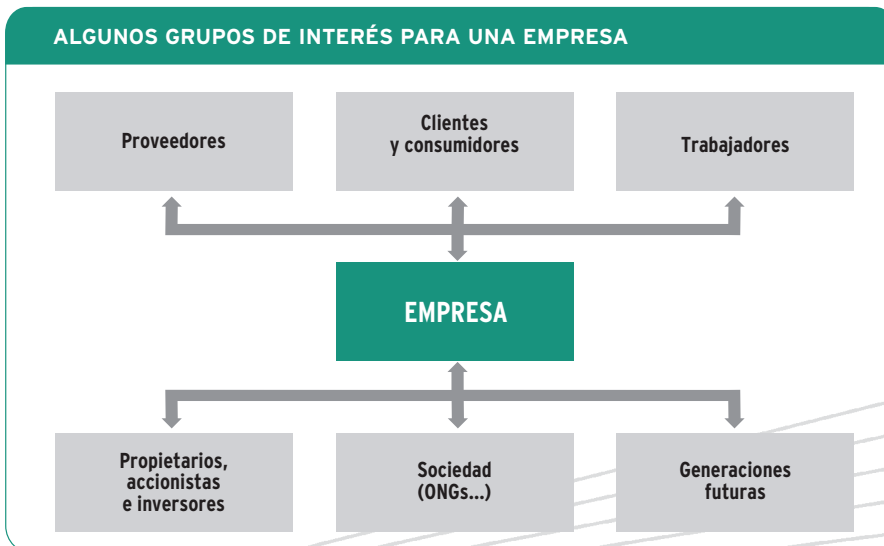 ALGUNOS GRUPOS DE INTERÉS PARA UNA EMPRESA
Proveedores
Clientes
y consumidores
Trabajadores
EMPRESA
Propietarios,
accionistas
e inversores
Sociedad
(ONGs...)
Generaciones
futuras